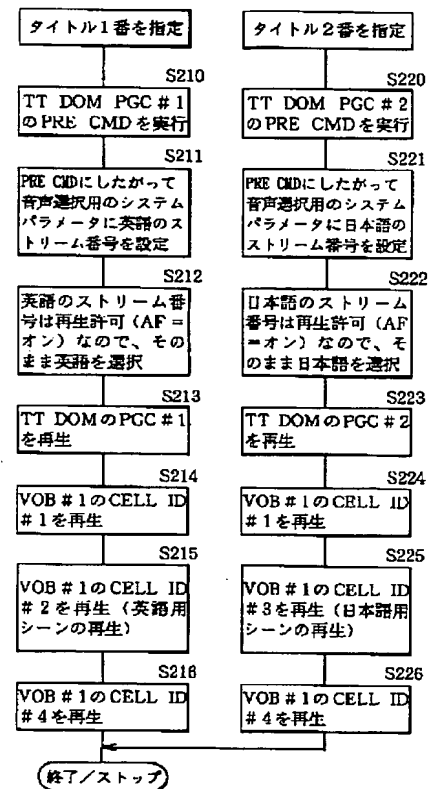 タイトル1番を指定
S210
TT DOM PGC#1
のPRE CMDを実行
S211
PRE CMDにしたがって
音声選択用のシステム
パラメータに英語のス
トリーム番号を設定
S212
英語のストリーム番
号は再生許可(AF=
オン)なので、その
まま英語を選択
S213
TT DOMのPGC#1
を再生
S214
VOB#1のCELL ID
#1を再生
S215
VOB#1のCELL ID
#2を再生(英語用
シーンの再生)
S216
VOB#1のCELL ID
#4を再生
タイトル2番を指定
S220
TT DOM PGC#2
のPRE CMDを実行
S221
PRE CMDにしたがって
音声選択用のシステム
パラメータに日本語の
ストリーム番号を設定
S222
日本語のストリーム
番号は再生許可(AF
=オン)なので、そ
のまま日本語を選択
S223
TT DOMのPGC#2
を再生
S224
VOB#1のCELL ID
#1を再生
S225
VOB#1のCELL ID
#3を再生(日本語用
シーンの再生)
S226
VOB#1のCELL ID
#4を再生
終了/ストップ